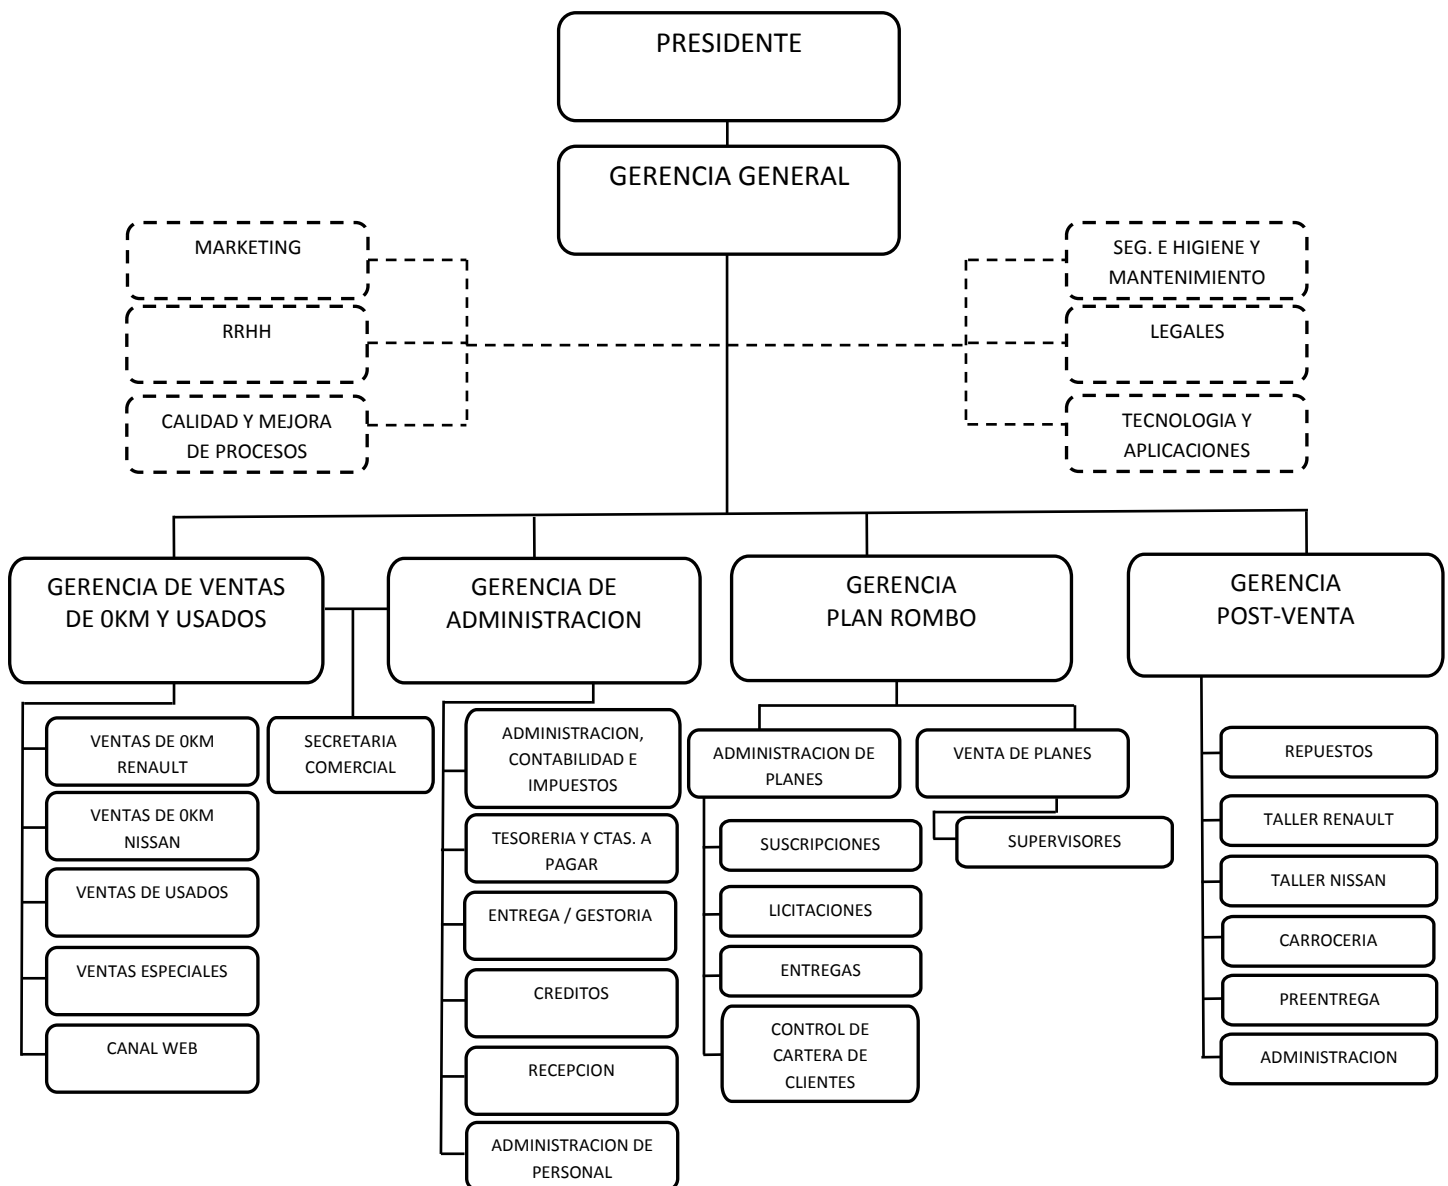 PRESIDENTE
GERENCIA GENERAL
MARKETING
RRHH
CALIDAD Y MEJORA
DE PROCESOS
SEG. E HIGIENE Y
MANTENIMIENTO
LEGALES
TECNOLOGIA Y
APLICACIONES
GERENCIA DE VENTAS
DE 0KM Y USADOS
GERENCIA DE
ADMINISTRACION
GERENCIA
PLAN ROMBO
GERENCIA
POST-VENTA
VENTAS DE 0KM
RENAULT
VENTAS DE 0KM
NISSAN
VENTAS DE USADOS
VENTAS ESPECIALES
CANAL WEB
SECRETARIA
COMERCIAL
ADMINISTRACION,
CONTABILIDAD E
IMPUESTOS
TESORERIA Y CTAS. A
PAGAR
ENTREGA / GESTORIA
CREDITOS
RECEPCION
ADMINISTRACION DE
PERSONAL
ADMINISTRACION DE
PLANES
SUSCRIPCIONES
LICITACIONES
ENTREGAS
CONTROL DE
CARTERA DE
CLIENTES
VENTA DE PLANES
SUPERVISORES
REPUESTOS
TALLER RENAULT
TALLER NISSAN
CARROCERIA
PREENTREGA
ADMINISTRACION